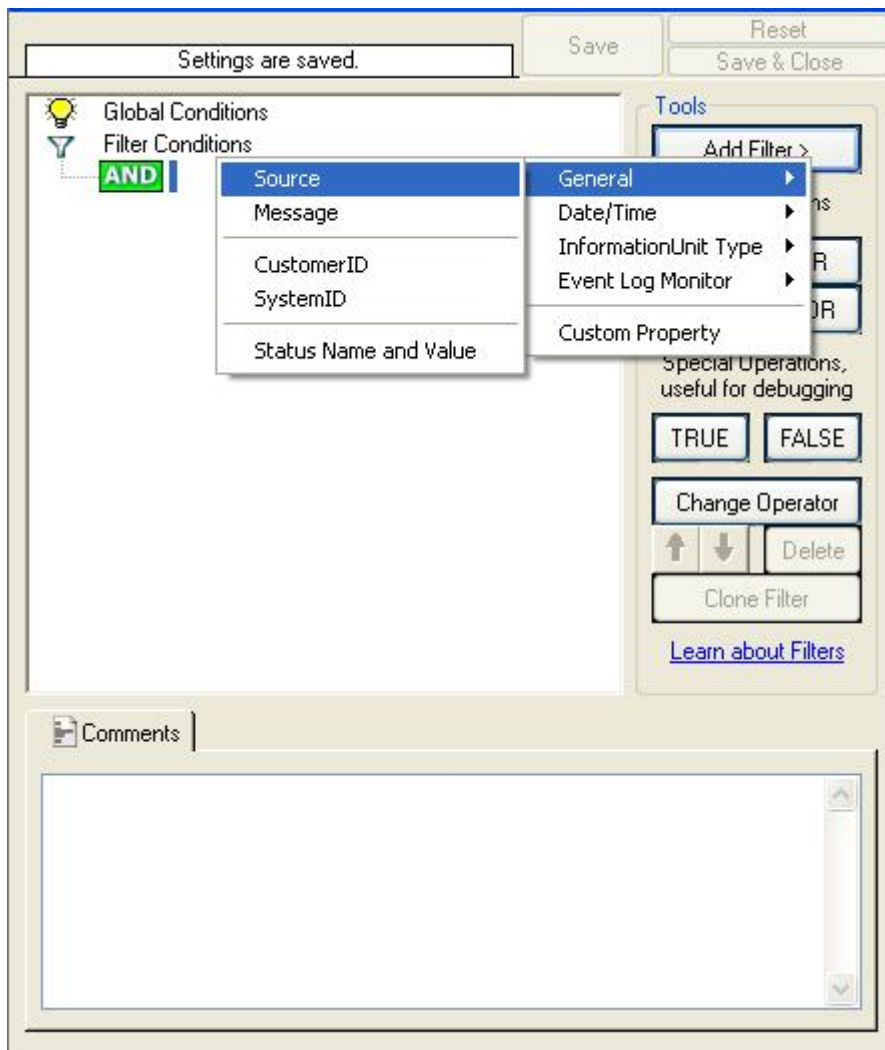 Settings are saved.
Save
Reset
Save & Close
Global Conditions
Filter Conditions
AND
Source
Message
CustomerID
SystemID
Status Name and Value
General
Date/Time
InformationUnit Type
Event Log Monitor
Custom Property
Tools
Add Filter >
Special Operations,
useful for debugging
TRUE
FALSE
Change Operator
Delete
Clone Filter
Learn about Filters
Comments